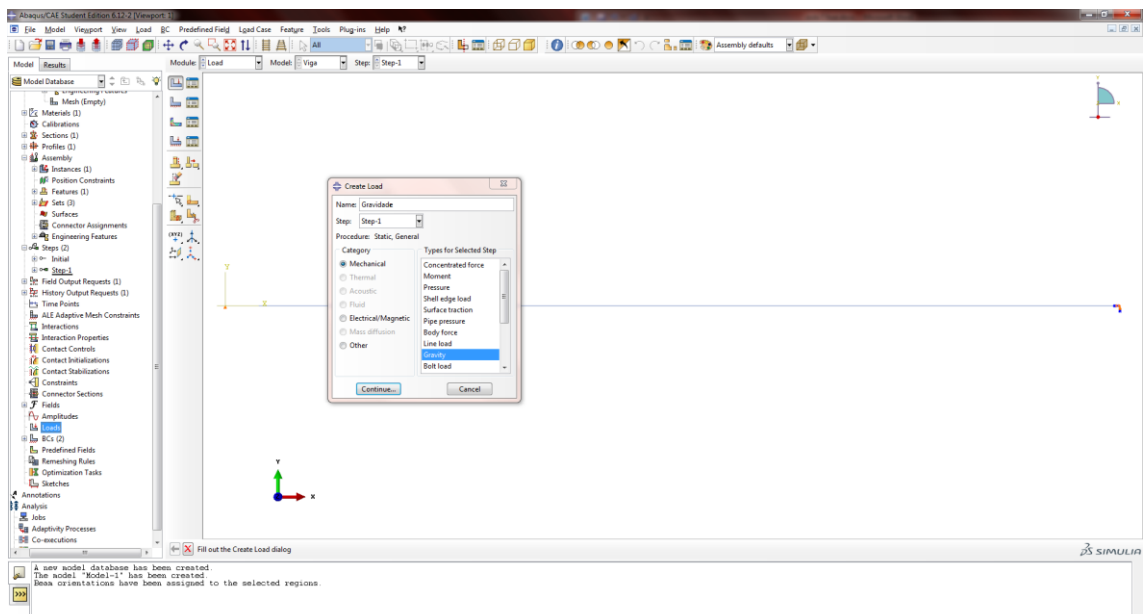 Abaqus/CAE Student Edition 6.12-2 [Viewport: 1]
File Model Viewport View Load BC Predefined Field Load Case Feature Tools Plug-ins Help
All
Assembly defaults
Model Results
Module: Load Model: Viga Step: Step-1
Model Database
Engineering Features
Mesh (Empty)
Materials (1)
Calibrations
Sections (1)
Profiles (1)
Assembly
Instances (1)
Position Constraints
Features (1)
Sets (3)
Surfaces
Connector Assignments
Engineering Features
Steps (2)
Initial
Step-1
Field Output Requests (1)
History Output Requests (1)
Time Points
ALE Adaptive Mesh Constraints
Interactions
Interaction Properties
Contact Controls
Contact Initializations
Contact Stabilizations
Constraints
Connector Sections
Fields
Amplitudes
Loads
BCs (2)
Predefined Fields
Remeshing Rules
Optimization Tasks
Sketches
Annotations
Analysis
Jobs
Adaptivity Processes
Co-executions
Create Load
Name: Gravidade
Step: Step-1
Procedure: Static, General
Category
Mechanical
Thermal
Acoustic
Fluid
Electrical/Magnetic
Mass diffusion
Other
Types for Selected Step
Concentrated force
Moment
Pressure
Shell edge load
Surface traction
Pipe pressure
Body force
Line load
Gravity
Bolt load
Continue...
Cancel
Y
X
Y
X
Fill out the Create Load dialog
SIMULIA
A new model database has been created.
The model "Model-1" has been created.
Beam orientations have been assigned to the selected regions.